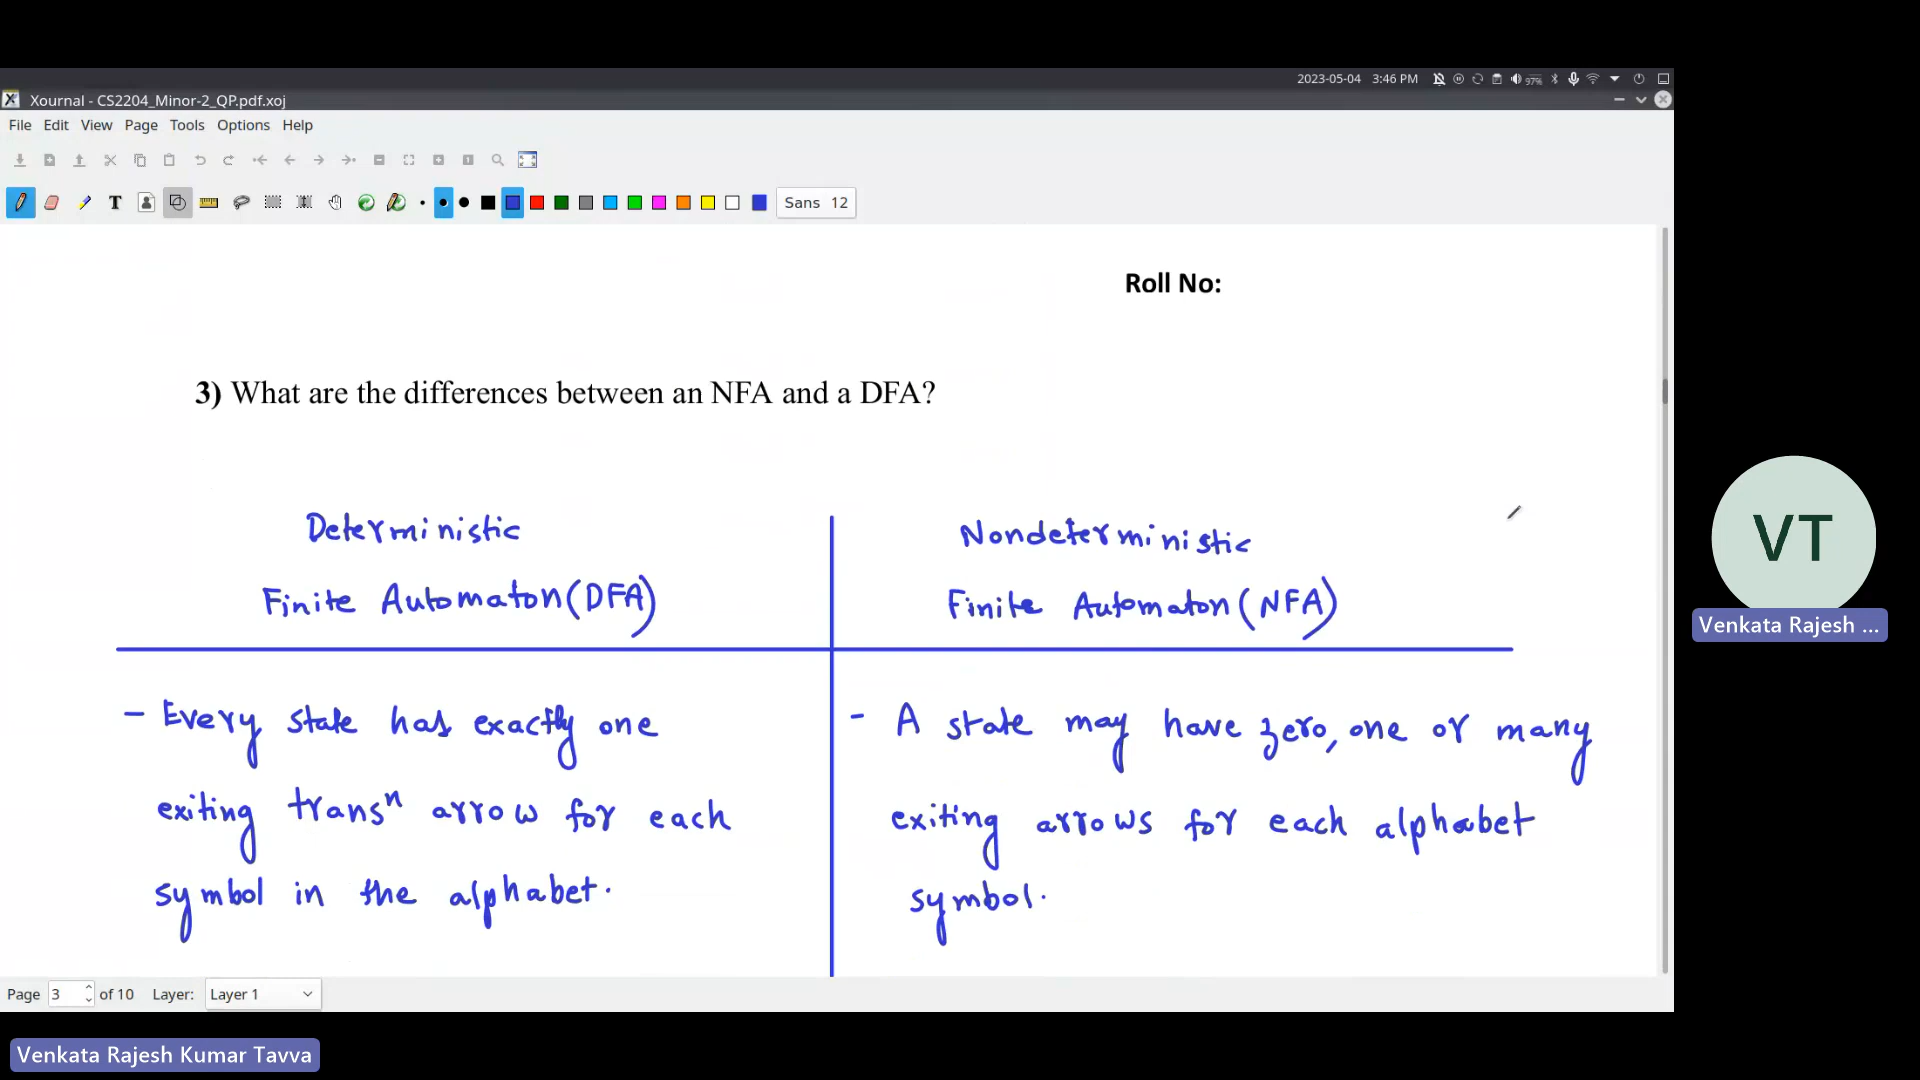 2023-05-04 3:46 PM 97%
Xournal - CS2204_Minor-2_QP.pdf.xoj
File Edit View Page Tools Options Help
T Sans 12
Roll No:
3) What are the differences between an NFA and a DFA?
Deterministic
Finite Automaton (DFA)
Nondeterministic
Finite Automaton (NFA)
- Every state has exactly one
exiting transⁿ arrow for each
symbol in the alphabet.
- A state may have zero, one or many
exiting arrows for each alphabet
symbol.
VT
Venkata Rajesh ...
Page 3 of 10 Layer: Layer 1
Venkata Rajesh Kumar Tavva